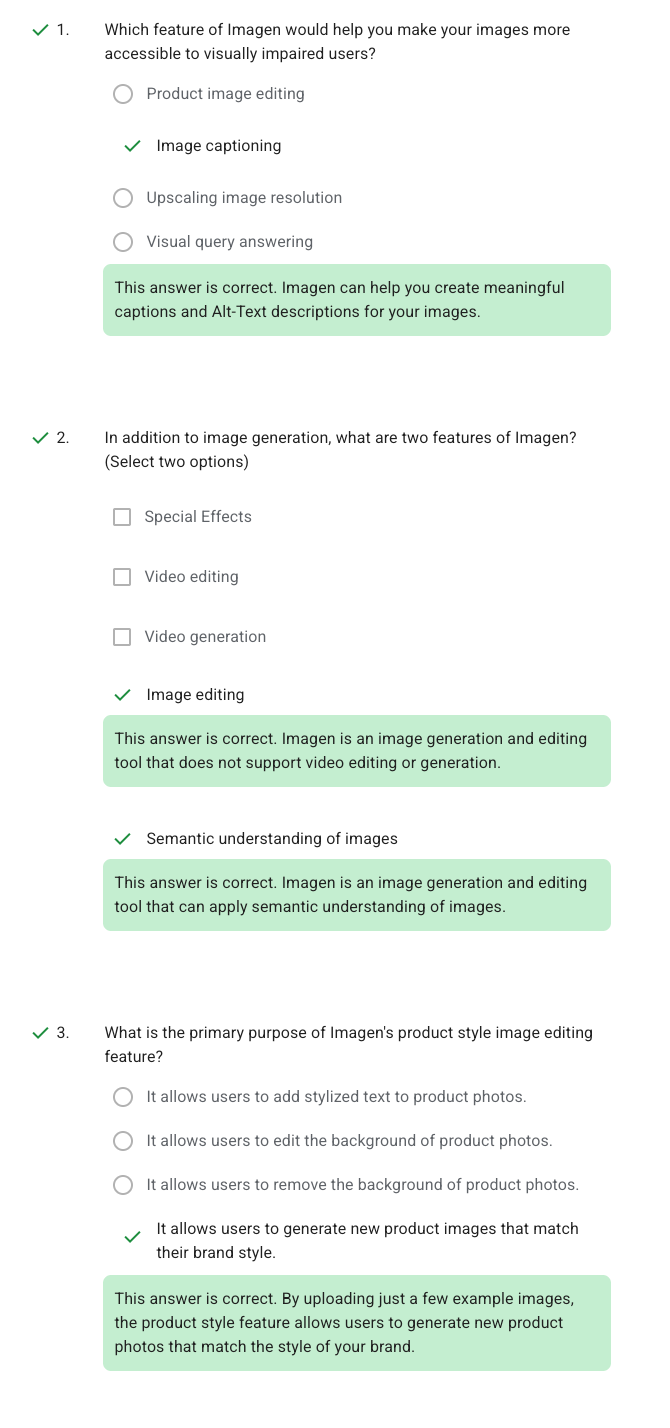 1. Which feature of Imagen would help you make your images more
accessible to visually impaired users?
Product image editing
Image captioning
Upscaling image resolution
Visual query answering
This answer is correct. Imagen can help you create meaningful
captions and Alt-Text descriptions for your images.
2. In addition to image generation, what are two features of Imagen?
(Select two options)
Special Effects
Video editing
Video generation
Image editing
This answer is correct. Imagen is an image generation and editing
tool that does not support video editing or generation.
Semantic understanding of images
This answer is correct. Imagen is an image generation and editing
tool that can apply semantic understanding of images.
3. What is the primary purpose of Imagen's product style image editing
feature?
It allows users to add stylized text to product photos.
It allows users to edit the background of product photos.
It allows users to remove the background of product photos.
It allows users to generate new product images that match
their brand style.
This answer is correct. By uploading just a few example images,
the product style feature allows users to generate new product
photos that match the style of your brand.